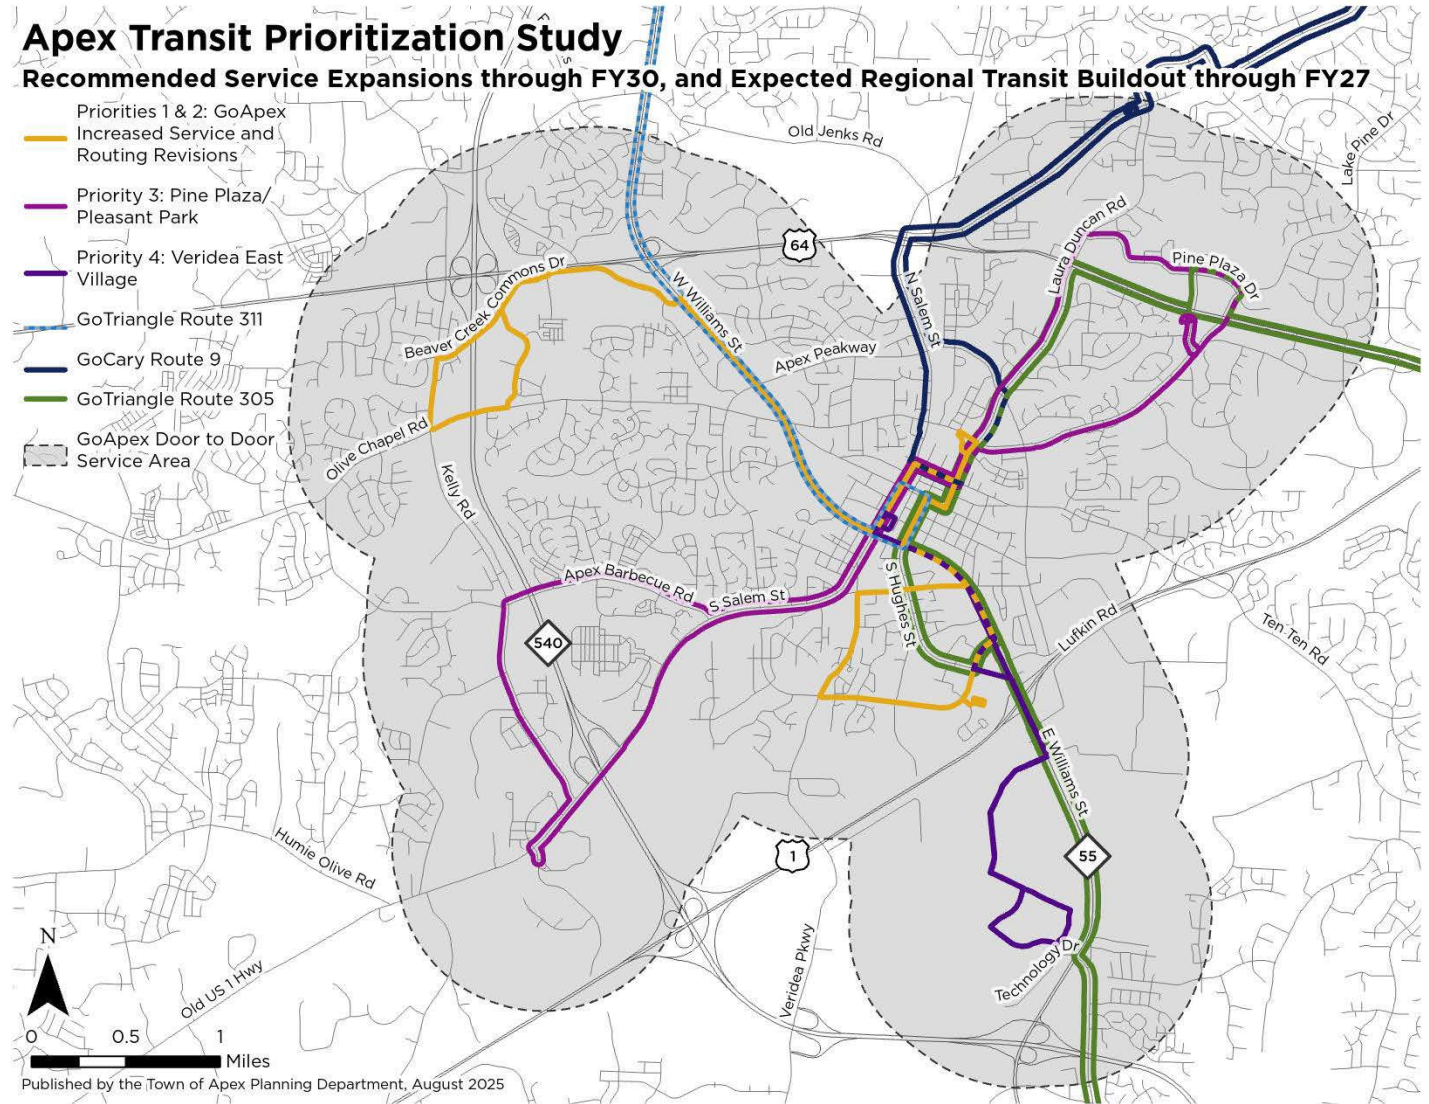 Apex Transit Prioritization Study
Recommended Service Expansions through FY30, and Expected Regional Transit Buildout through FY27
Priorities 1 & 2: GoApex
Increased Service and
Routing Revisions
Priority 3: Pine Plaza/
Pleasant Park
Priority 4: Veridea East
Village
GoTriangle Route 311
GoCary Route 9
GoTriangle Route 305
GoApex Door to Door
Service Area
Old Jenks Rd
Lake Pine Dr
64
Laura Duncan Rd
Pine Plaza Dr
Beaver Creek Commons Dr
W Williams St
N Salem St
Apex Peakway
Olive Chapel Rd
Kelly Rd
Apex Barbecue Rd
S Salem St
S Hughes St
540
Lufkin Rd
Ten Ten Rd
E Williams St
Humie Olive Rd
1
55
Old US 1 Hwy
Veridea Pkwy
Technology Dr
N
0 0.5 1
Miles
Published by the Town of Apex Planning Department, August 2025